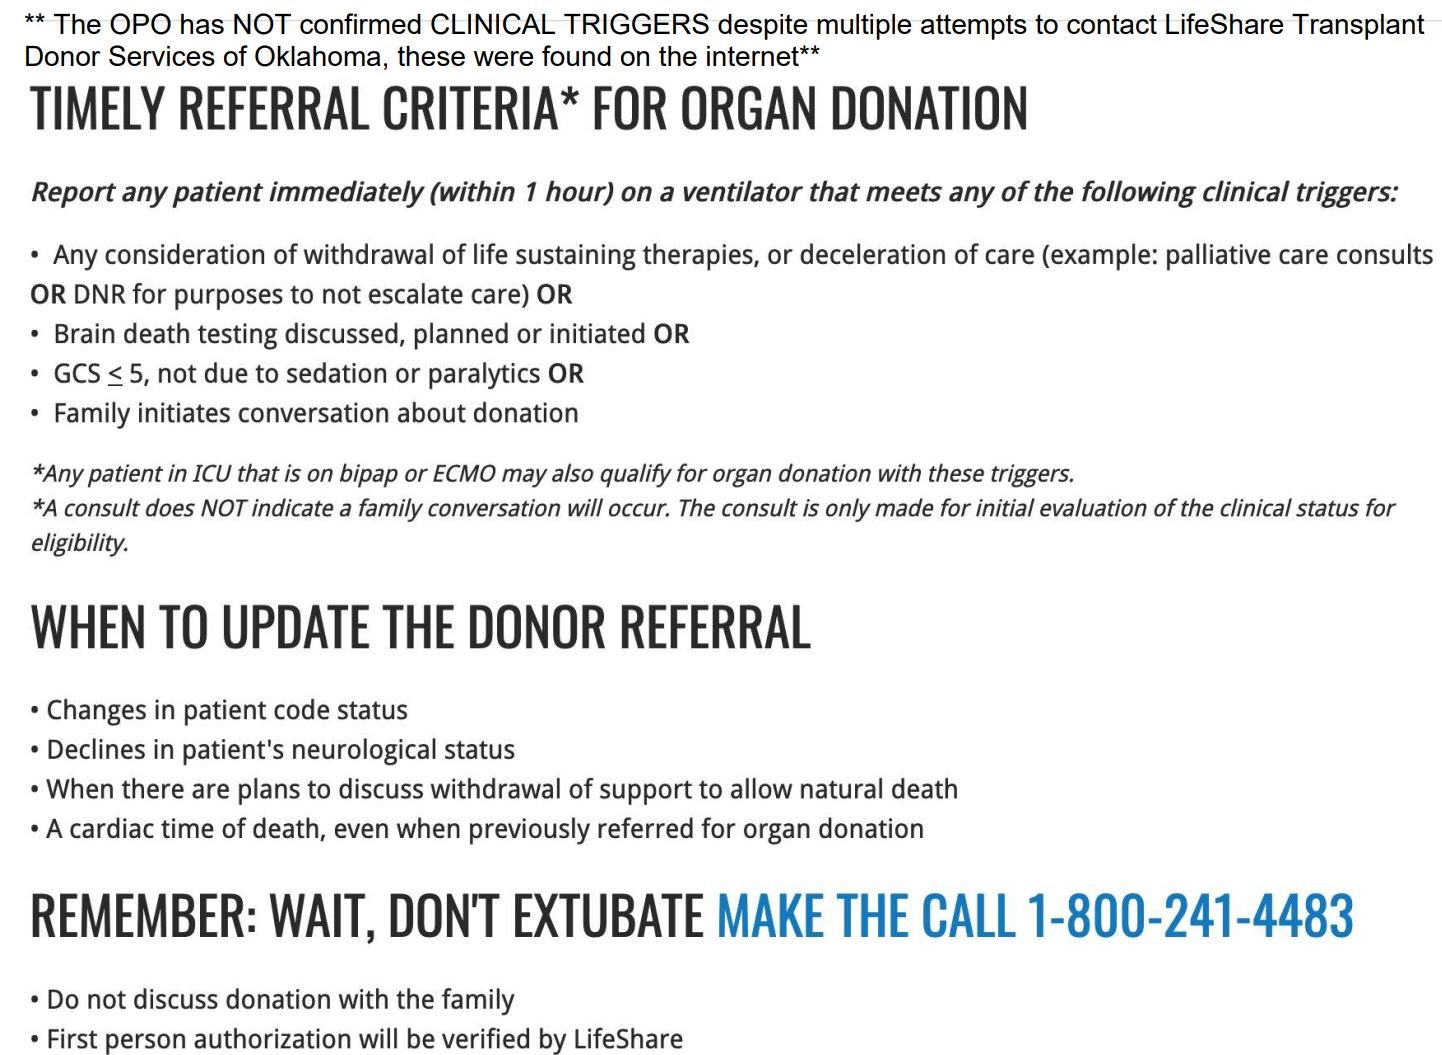 ** The OPO has NOT confirmed CLINICAL TRIGGERS despite multiple attempts to contact LifeShare Transplant
Donor Services of Oklahoma, these were found on the internet**
TIMELY REFERRAL CRITERIA* FOR ORGAN DONATION
Report any patient immediately (within 1 hour) on a ventilator that meets any of the following clinical triggers:
• Any consideration of withdrawal of life sustaining therapies, or deceleration of care (example: palliative care consults
OR DNR for purposes to not escalate care) OR
• Brain death testing discussed, planned or initiated OR
• GCS ≤ 5, not due to sedation or paralytics OR
• Family initiates conversation about donation
*Any patient in ICU that is on bipap or ECMO may also qualify for organ donation with these triggers.
*A consult does NOT indicate a family conversation will occur. The consult is only made for initial evaluation of the clinical status for
eligibility.
WHEN TO UPDATE THE DONOR REFERRAL
• Changes in patient code status
• Declines in patient's neurological status
• When there are plans to discuss withdrawal of support to allow natural death
• A cardiac time of death, even when previously referred for organ donation
REMEMBER: WAIT, DON'T EXTUBATE MAKE THE CALL 1-800-241-4483
• Do not discuss donation with the family
• First person authorization will be verified by LifeShare